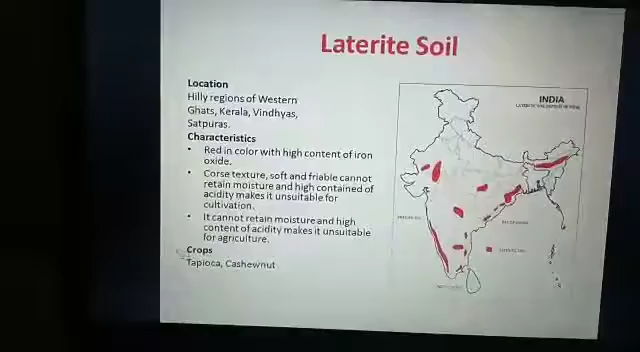 Laterite Soil
Location
Hilly regions of Western
Ghats, Kerala, Vindhyas,
Satpuras.
Characteristics
• Red in color with high content of iron
oxide.
• Corse texture, soft and friable cannot
retain moisture and high contained of
acidity makes it unsuitable for
cultivation.
• It cannot retain moisture and high
content of acidity makes it unsuitable
for agriculture.
Crops
Tapioca, Cashewnut
INDIA